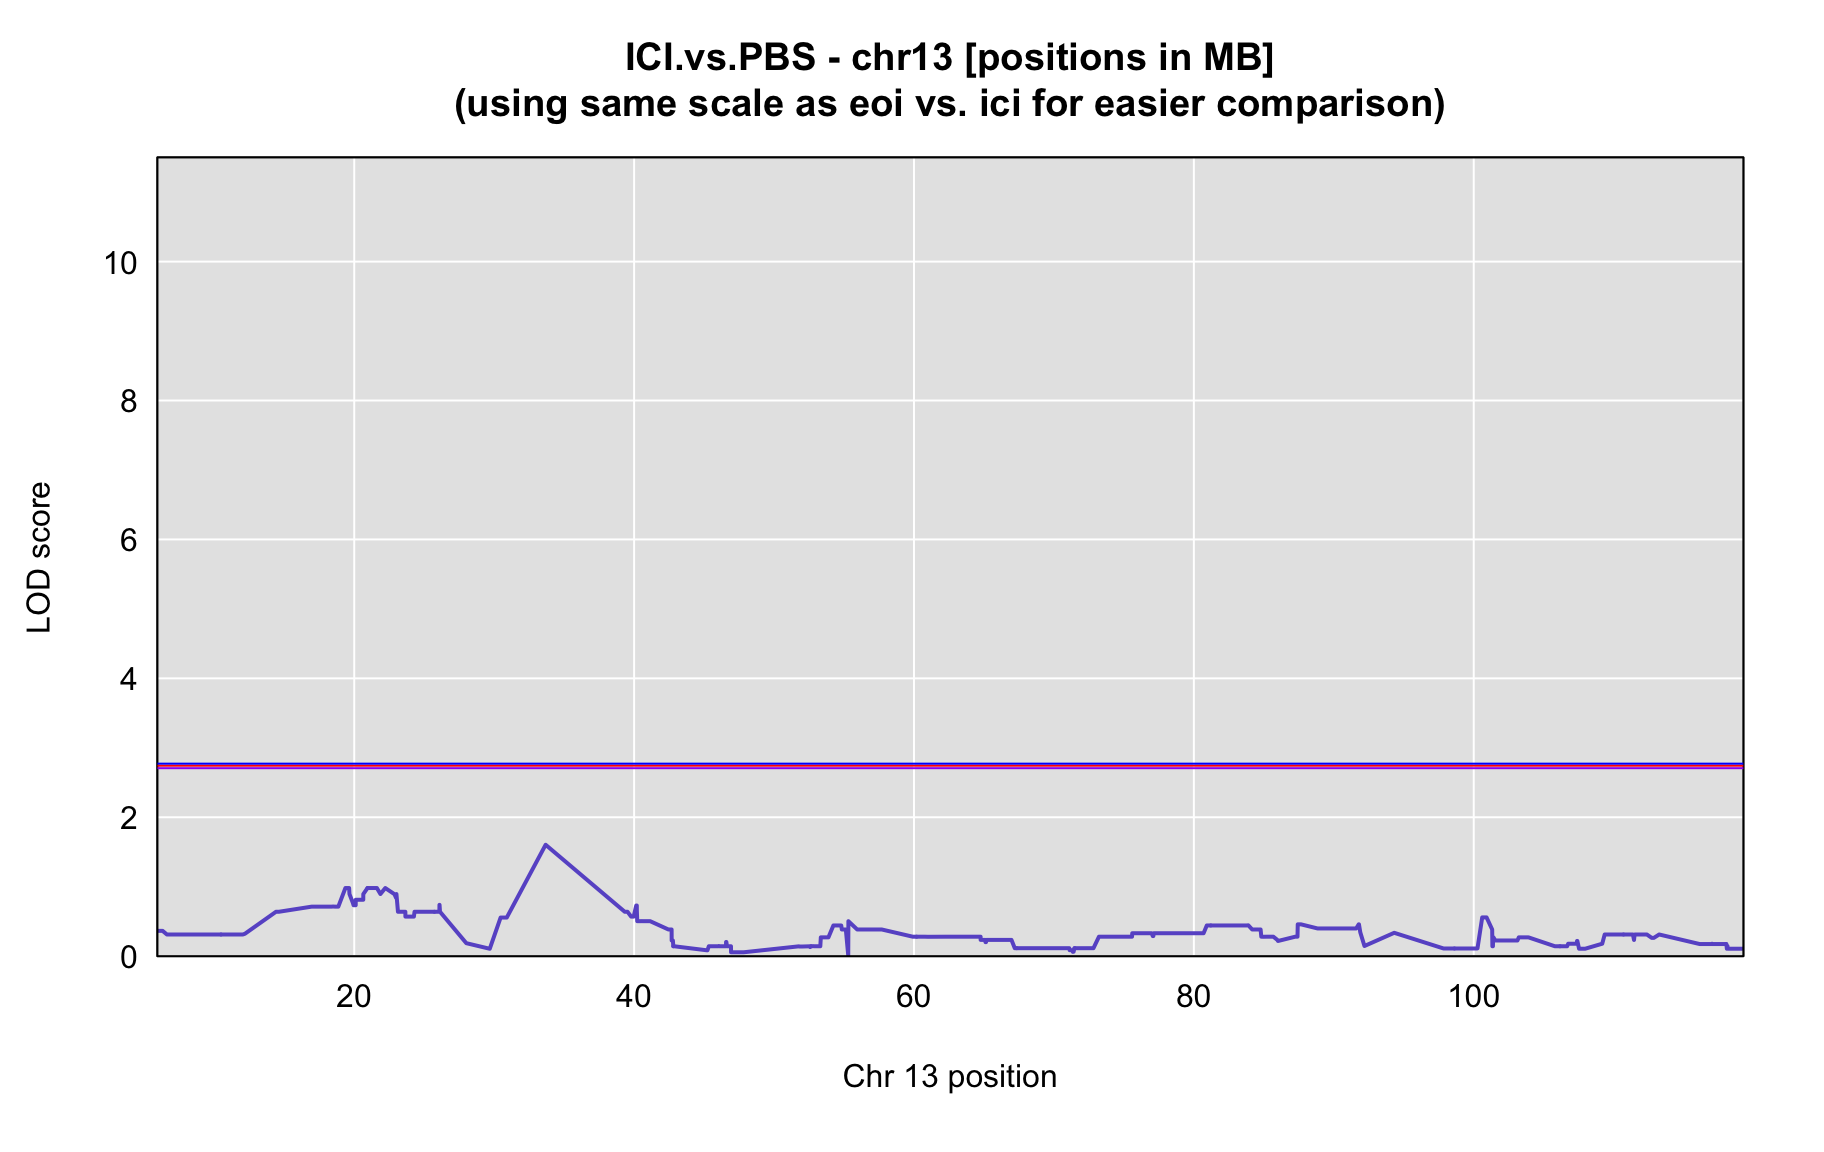 ICI.vs.PBS - chr13 [positions in MB]
(using same scale as eoi vs. ici for easier comparison)
10
8
6
4
2
0
LOD score
20
40
60
80
100
Chr 13 position